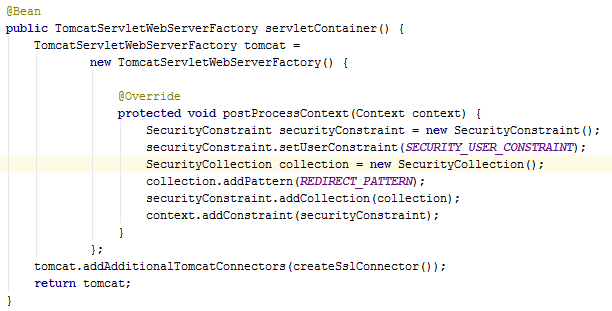 @Bean
public TomcatServletWebServerFactory servletContainer() {
    TomcatServletWebServerFactory tomcat =
            new TomcatServletWebServerFactory() {

                @Override
                protected void postProcessContext(Context context) {
                    SecurityConstraint securityConstraint = new SecurityConstraint();
                    securityConstraint.setUserConstraint(SECURITY_USER_CONSTRAINT);
                    SecurityCollection collection = new SecurityCollection();
                    collection.addPattern(REDIRECT_PATTERN);
                    securityConstraint.addCollection(collection);
                    context.addConstraint(securityConstraint);
                }
            };
    tomcat.addAdditionalTomcatConnectors(createSslConnector());
    return tomcat;
}